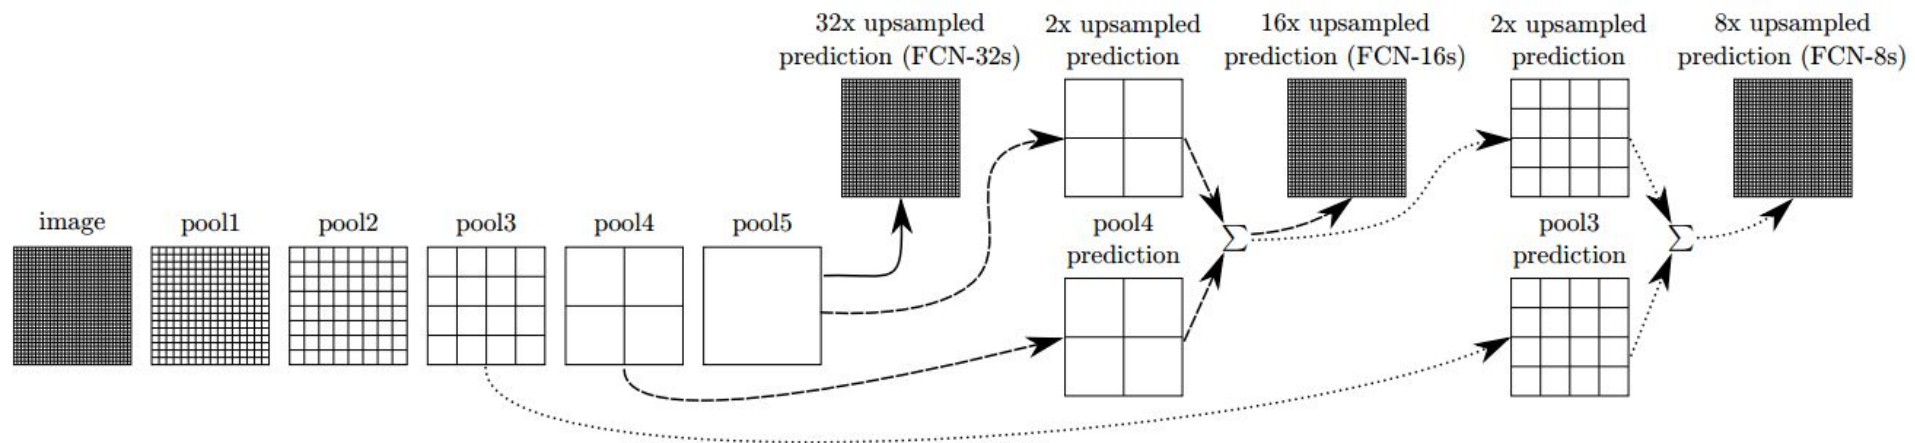 32x upsampled
prediction (FCN-32s)
2x upsampled
prediction
16x upsampled
prediction (FCN-16s)
2x upsampled
prediction
8x upsampled
prediction (FCN-8s)
image
pool1
pool2
pool3
pool4
pool5
pool4
prediction
∑
pool3
prediction
∑